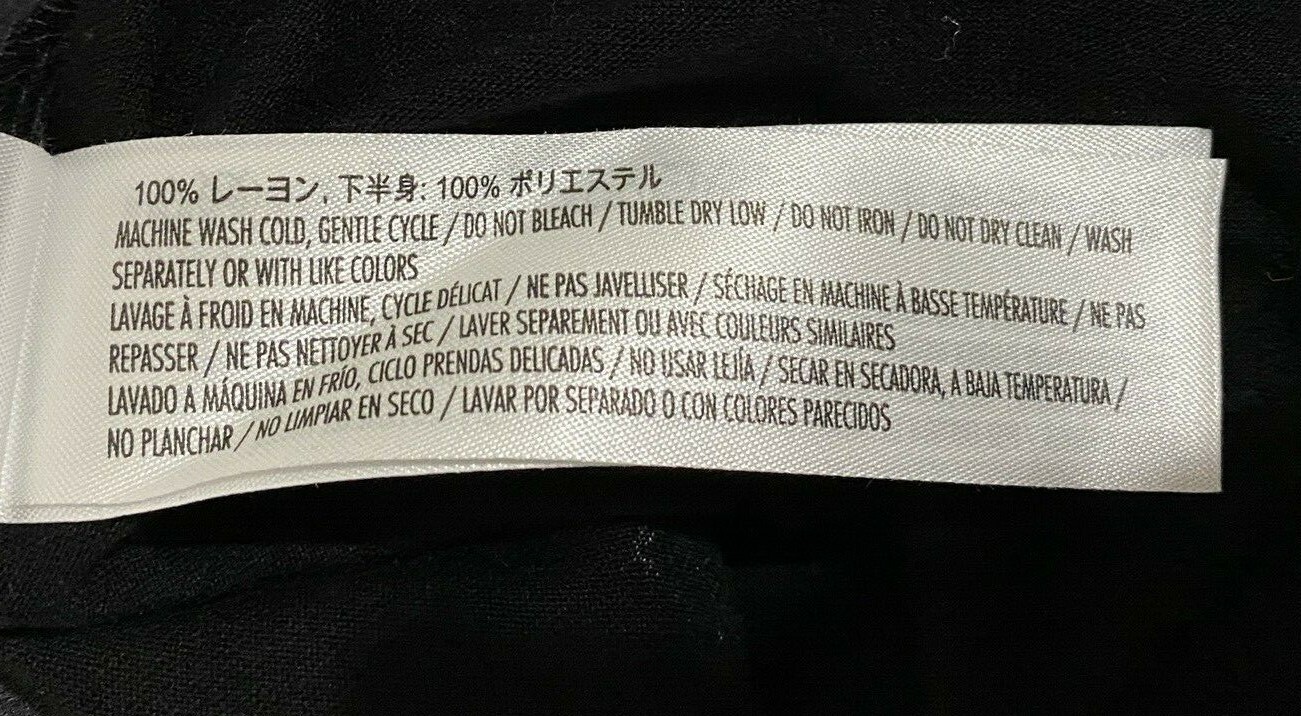 100% レーヨン, 下半身: 100% ポリエステル
MACHINE WASH COLD, GENTLE CYCLE / DO NOT BLEACH / TUMBLE DRY LOW / DO NOT IRON / DO NOT DRY CLEAN / WASH
SEPARATELY OR WITH LIKE COLORS
LAVAGE À FROID EN MACHINE, CYCLE DÉLICAT / NE PAS JAVELLISER / SÉCHAGE EN MACHINE À BASSE TEMPÉRATURE / NE PAS
REPASSER / NE PAS NETTOYER À SEC / LAVER SEPAREMENT OU AVEC COULEURS SIMILAIRES
LAVADO A MÁQUINA EN FRÍO, CICLO PRENDAS DELICADAS / NO USAR LEJÍA / SECAR EN SECADORA, A BAJA TEMPERATURA /
NO PLANCHAR / NO LIMPIAR EN SECO / LAVAR POR SEPARADO O CON COLORES PARECIDOS